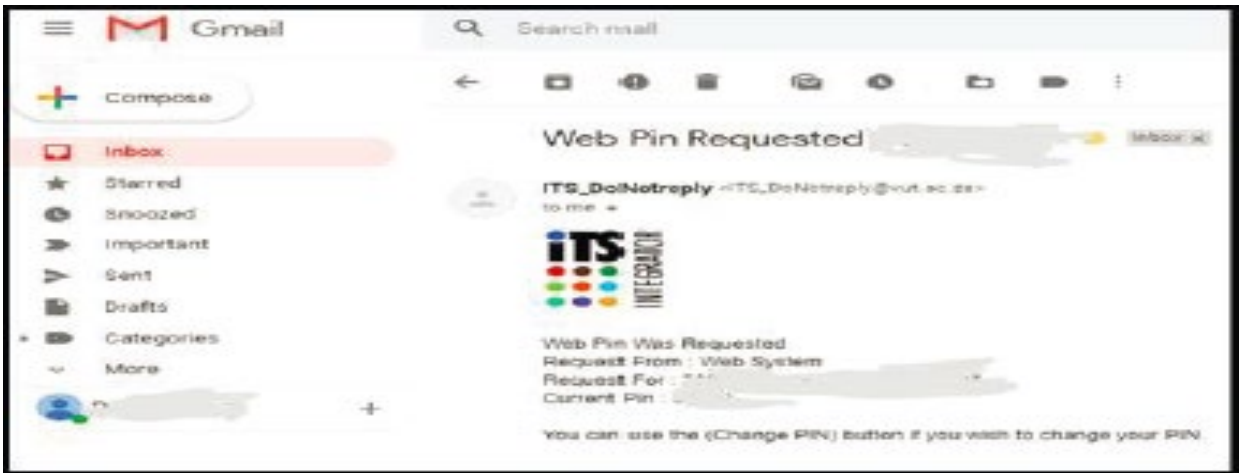 Gmail
Search mail
Compose
Web Pin Requested
Inbox x
Inbox
Starred
ITS_DoNotreply <ITS_DoNotreply@vut.ac.za>
to me
Snoozed
Important
iTS
INTEGRATOR
Sent
Drafts
Categories
Web Pin Was Requested
Request From : Web System
More
Request For :
Current Pin :
You can use the (Change PIN) button if you wish to change your PIN